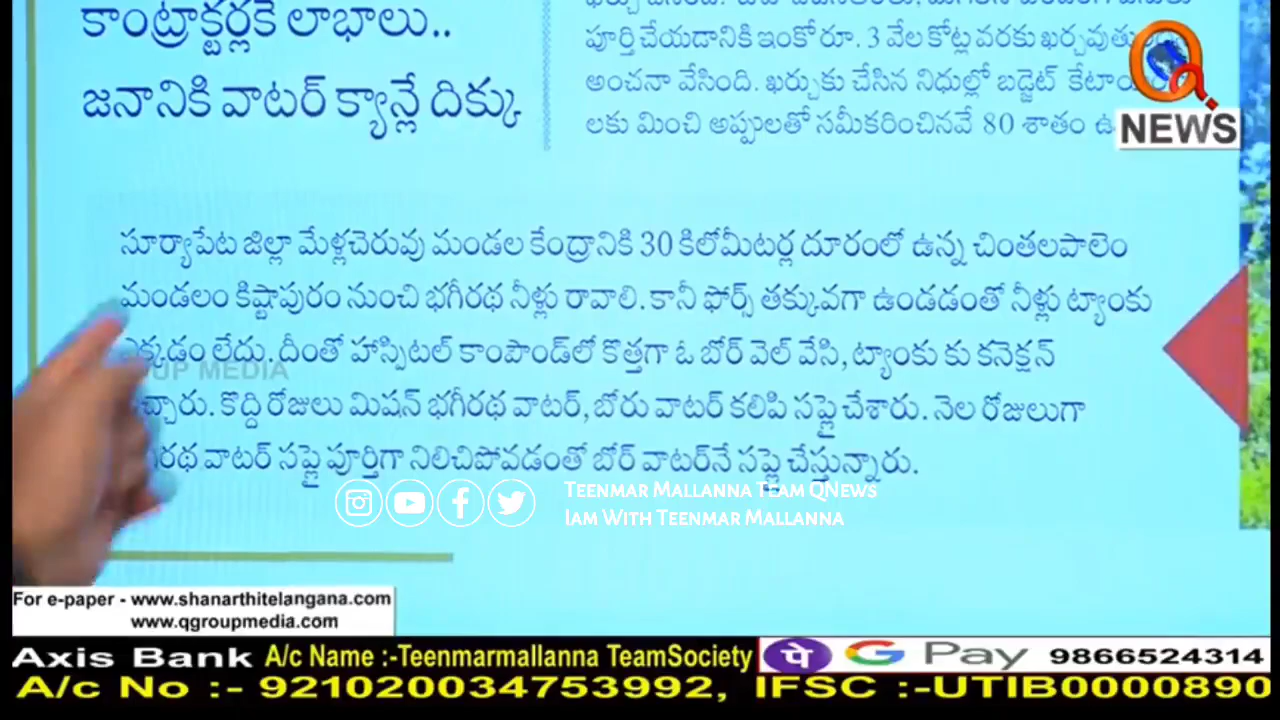 కాంట్రాక్టర్లకే లాభాలు..
జనానికి వాటర్ క్యాన్లే దిక్కు
పూర్తి చేయడానికి ఇంకో రూ. 3 వేల కోట్ల వరకు ఖర్చవుతు
అంచనా వేసింది. ఖర్చుకు చేసిన నిధుల్లో బడ్జెట్ కేటా
లకు మించి అప్పులతో సమీకరించినవే 80 శాతం
Q NEWS
సూర్యాపేట జిల్లా మేళ్లచెరువు మండల కేంద్రానికి 30 కిలోమీటర్ల దూరంలో ఉన్న చింతలపాలెం
మండలం కిష్టాపురం నుంచి భగీరథ నీళ్లు రావాలి. కానీ ఫోర్స్ తక్కువగా ఉండడంతో నీళ్లు ట్యాంకు
ఎక్కడం లేదు. దీంతో హాస్పిటల్ కాంపౌండ్‌లో కొత్తగా ఓ బోర్ వెల్ వేసి, ట్యాంకు కు కనెక్షన్
చ్చారు. కొద్ది రోజులు మిషన్ భగీరథ వాటర్, బోరు వాటర్ కలిపి సప్లై చేశారు. నెల రోజులుగా
రథ వాటర్ సప్లై పూర్తిగా నిలిచిపోవడంతో బోర్ వాటర్‌నే సప్లై చేస్తున్నారు.
UP MEDIA
Teenmar Mallanna Team QNews
Iam With Teenmar Mallanna
For e-paper - www.shanarthitelangana.com
www.qgroupmedia.com
Axis Bank A/c Name :-Teenmarmallanna TeamSociety
పే G Pay 9866524314
A/c No :- 921020034753992, IFSC :-UTIB0000890